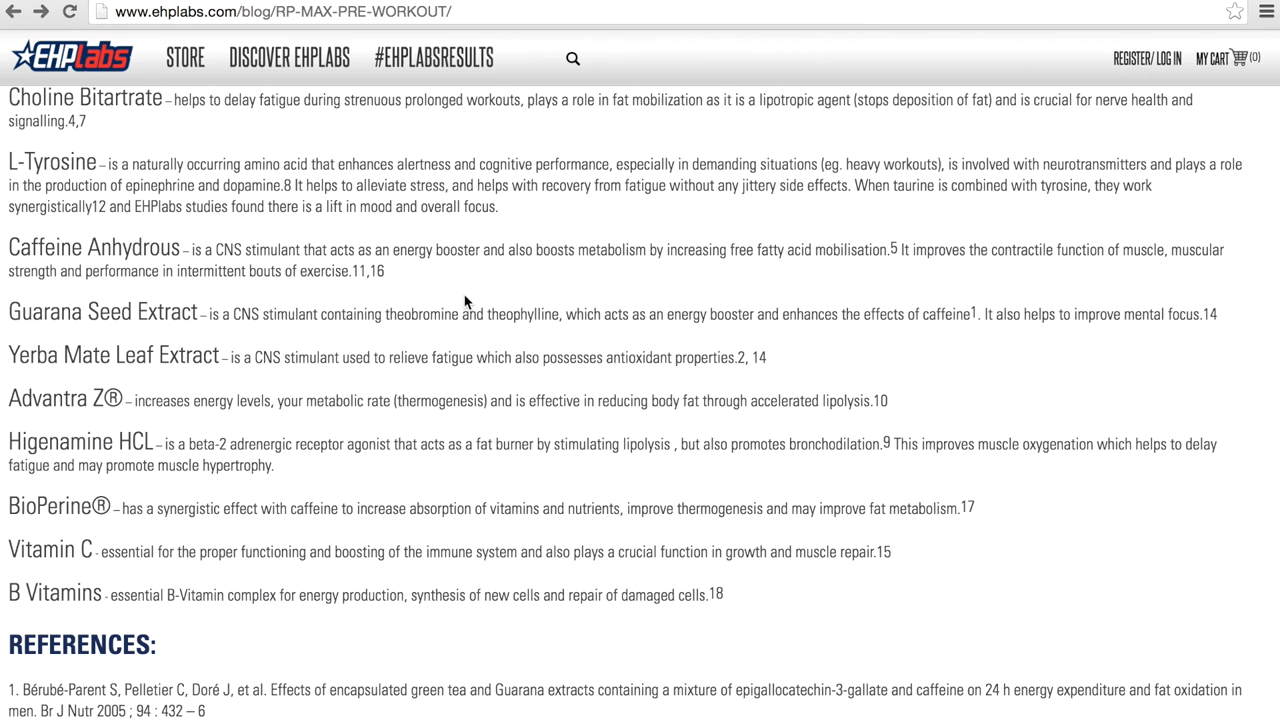 www.ehplabs.com/blog/RP-MAX-PRE-WORKOUT/
EHPLabs STORE DISCOVER EHPLABS #EHPLABSRESULTS REGISTER/ LOG IN MY CART (0)
Choline Bitartrate – helps to delay fatigue during strenuous prolonged workouts, plays a role in fat mobilization as it is a lipotropic agent (stops deposition of fat) and is crucial for nerve health and
signalling.4,7
L-Tyrosine – is a naturally occurring amino acid that enhances alertness and cognitive performance, especially in demanding situations (eg. heavy workouts), is involved with neurotransmitters and plays a role
in the production of epinephrine and dopamine.8 It helps to alleviate stress, and helps with recovery from fatigue without any jittery side effects. When taurine is combined with tyrosine, they work
synergistically12 and EHPlabs studies found there is a lift in mood and overall focus.
Caffeine Anhydrous – is a CNS stimulant that acts as an energy booster and also boosts metabolism by increasing free fatty acid mobilisation.5 It improves the contractile function of muscle, muscular
strength and performance in intermittent bouts of exercise.11,16
Guarana Seed Extract – is a CNS stimulant containing theobromine and theophylline, which acts as an energy booster and enhances the effects of caffeine1. It also helps to improve mental focus.14
Yerba Mate Leaf Extract – is a CNS stimulant used to relieve fatigue which also possesses antioxidant properties.2, 14
Advantra Z® – increases energy levels, your metabolic rate (thermogenesis) and is effective in reducing body fat through accelerated lipolysis.10
Higenamine HCL – is a beta-2 adrenergic receptor agonist that acts as a fat burner by stimulating lipolysis , but also promotes bronchodilation.9 This improves muscle oxygenation which helps to delay
fatigue and may promote muscle hypertrophy.
BioPerine® – has a synergistic effect with caffeine to increase absorption of vitamins and nutrients, improve thermogenesis and may improve fat metabolism.17
Vitamin C - essential for the proper functioning and boosting of the immune system and also plays a crucial function in growth and muscle repair.15
B Vitamins - essential B-Vitamin complex for energy production, synthesis of new cells and repair of damaged cells.18
REFERENCES:
1. Bérubé-Parent S, Pelletier C, Doré J, et al. Effects of encapsulated green tea and Guarana extracts containing a mixture of epigallocatechin-3-gallate and caffeine on 24 h energy expenditure and fat oxidation in
men. Br J Nutr 2005 ; 94 : 432 – 6